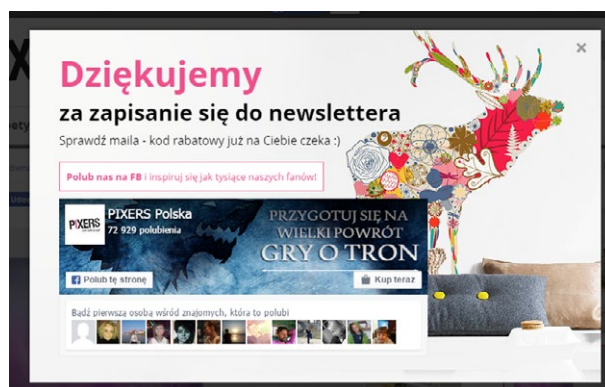 ×
Dziękujemy
za zapisanie się do newslettera
Sprawdź maila - kod rabatowy już na Ciebie czeka :)
Polub nas na FB i inspiruj się jak tysiące naszych fanów!
PIXERS
PIXERS Polska
72 929 polubienia
PRZYGOTUJ SIĘ NA
WIELKI POWRÓT
GRY O TRON
Polub tę stronę
Kup teraz
Bądź pierwszą osobą wśród znajomych, która to polubi